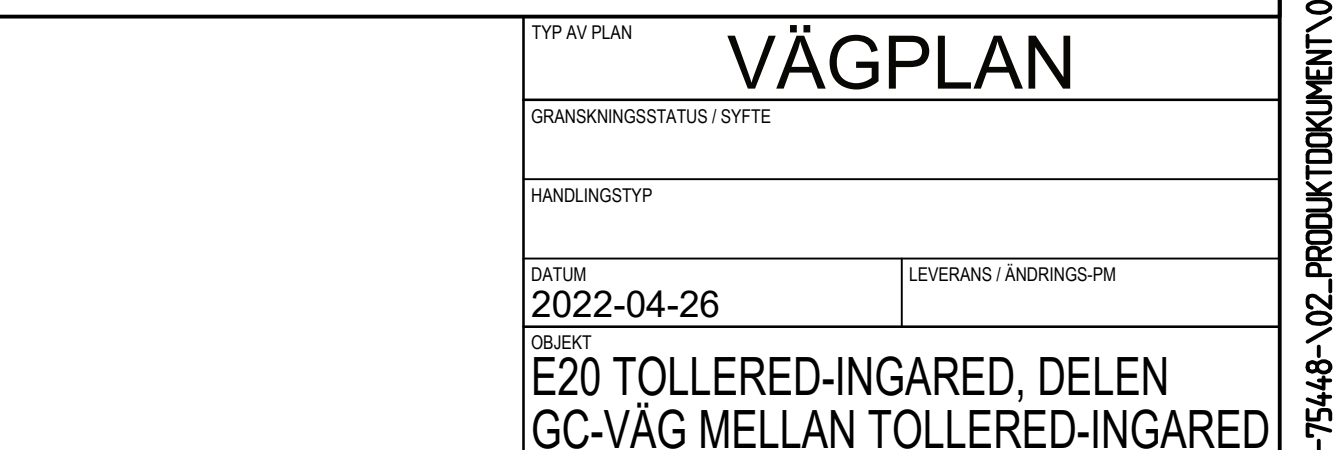 TYP AV PLAN
VÄGPLAN
GRANSKNINGSSTATUS / SYFTE
HANDLINGSTYP
DATUM
2022-04-26
LEVERANS / ÄNDRINGS-PM
OBJEKT
E20 TOLLERED-INGARED, DELEN
GC-VÄG MELLAN TOLLERED-INGARED
-75448-\02_PRODUKTDOKUMENT\0